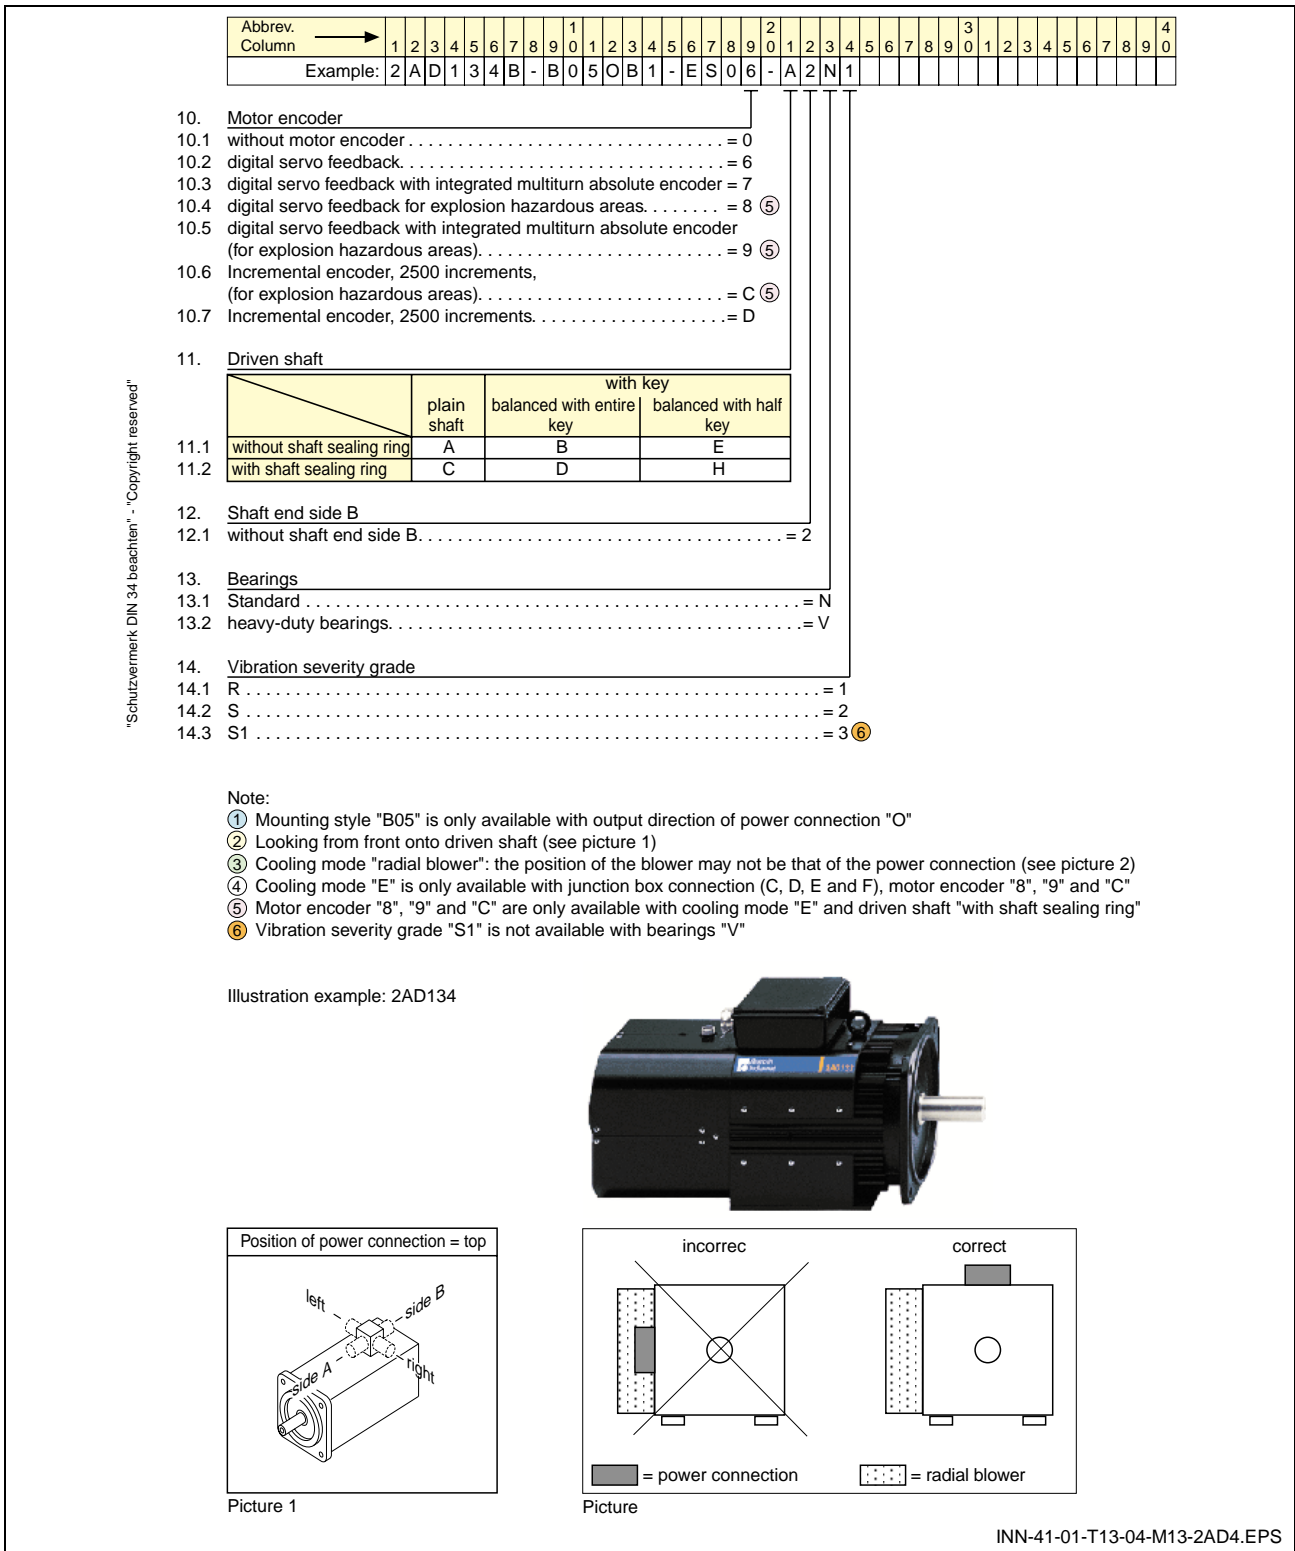 Abbrev.
Column
1 2 3 4 5 6 7 8 9 10 1 2 3 4 5 6 7 8 9 20 1 2 3 4 5 6 7 8 9 30 1 2 3 4 5 6 7 8 9 40
Example: 2 A D 1 3 4 B - B 0 5 O B 1 - E S 0 6 - A 2 N 1
10. Motor encoder
10.1 without motor encoder . . . . . . . . . . . . . . . . . . . . . . . . . . . . . . . . = 0
10.2 digital servo feedback. . . . . . . . . . . . . . . . . . . . . . . . . . . . . . . . . = 6
10.3 digital servo feedback with integrated multiturn absolute encoder = 7
10.4 digital servo feedback for explosion hazardous areas. . . . . . . . = 8 ⑤
10.5 digital servo feedback with integrated multiturn absolute encoder
(for explosion hazardous areas). . . . . . . . . . . . . . . . . . . . . . . . . = 9 ⑤
10.6 Incremental encoder, 2500 increments,
(for explosion hazardous areas). . . . . . . . . . . . . . . . . . . . . . . . . = C ⑤
10.7 Incremental encoder, 2500 increments. . . . . . . . . . . . . . . . . . . .= D
11. Driven shaft
with key
plain shaft
balanced with entire key
balanced with half key
11.1 without shaft sealing ring A B E
11.2 with shaft sealing ring C D H
12. Shaft end side B
12.1 without shaft end side B. . . . . . . . . . . . . . . . . . . . . . . . . . . . . . . . . . . . . = 2
13. Bearings
13.1 Standard . . . . . . . . . . . . . . . . . . . . . . . . . . . . . . . . . . . . . . . . . . . . . . . . . . = N
13.2 heavy-duty bearings. . . . . . . . . . . . . . . . . . . . . . . . . . . . . . . . . . . . . . . . . .= V
14. Vibration severity grade
14.1 R . . . . . . . . . . . . . . . . . . . . . . . . . . . . . . . . . . . . . . . . . . . . . . . . . . . . . . . . . . = 1
14.2 S . . . . . . . . . . . . . . . . . . . . . . . . . . . . . . . . . . . . . . . . . . . . . . . . . . . . . . . . . . = 2
14.3 S1 . . . . . . . . . . . . . . . . . . . . . . . . . . . . . . . . . . . . . . . . . . . . . . . . . . . . . . . . . = 3 ⑥
"Schutzvermerk DIN 34 beachten" - "Copyright reserved"
Note:
① Mounting style "B05" is only available with output direction of power connection "O"
② Looking from front onto driven shaft (see picture 1)
③ Cooling mode "radial blower": the position of the blower may not be that of the power connection (see picture 2)
④ Cooling mode "E" is only available with junction box connection (C, D, E and F), motor encoder "8", "9" and "C"
⑤ Motor encoder "8", "9" and "C" are only available with cooling mode "E" and driven shaft "with shaft sealing ring"
⑥ Vibration severity grade "S1" is not available with bearings "V"
Illustration example: 2AD134
Position of power connection = top
left
side B
side A
right
Picture 1
incorrec
correct
= power connection
= radial blower
Picture
INN-41-01-T13-04-M13-2AD4.EPS